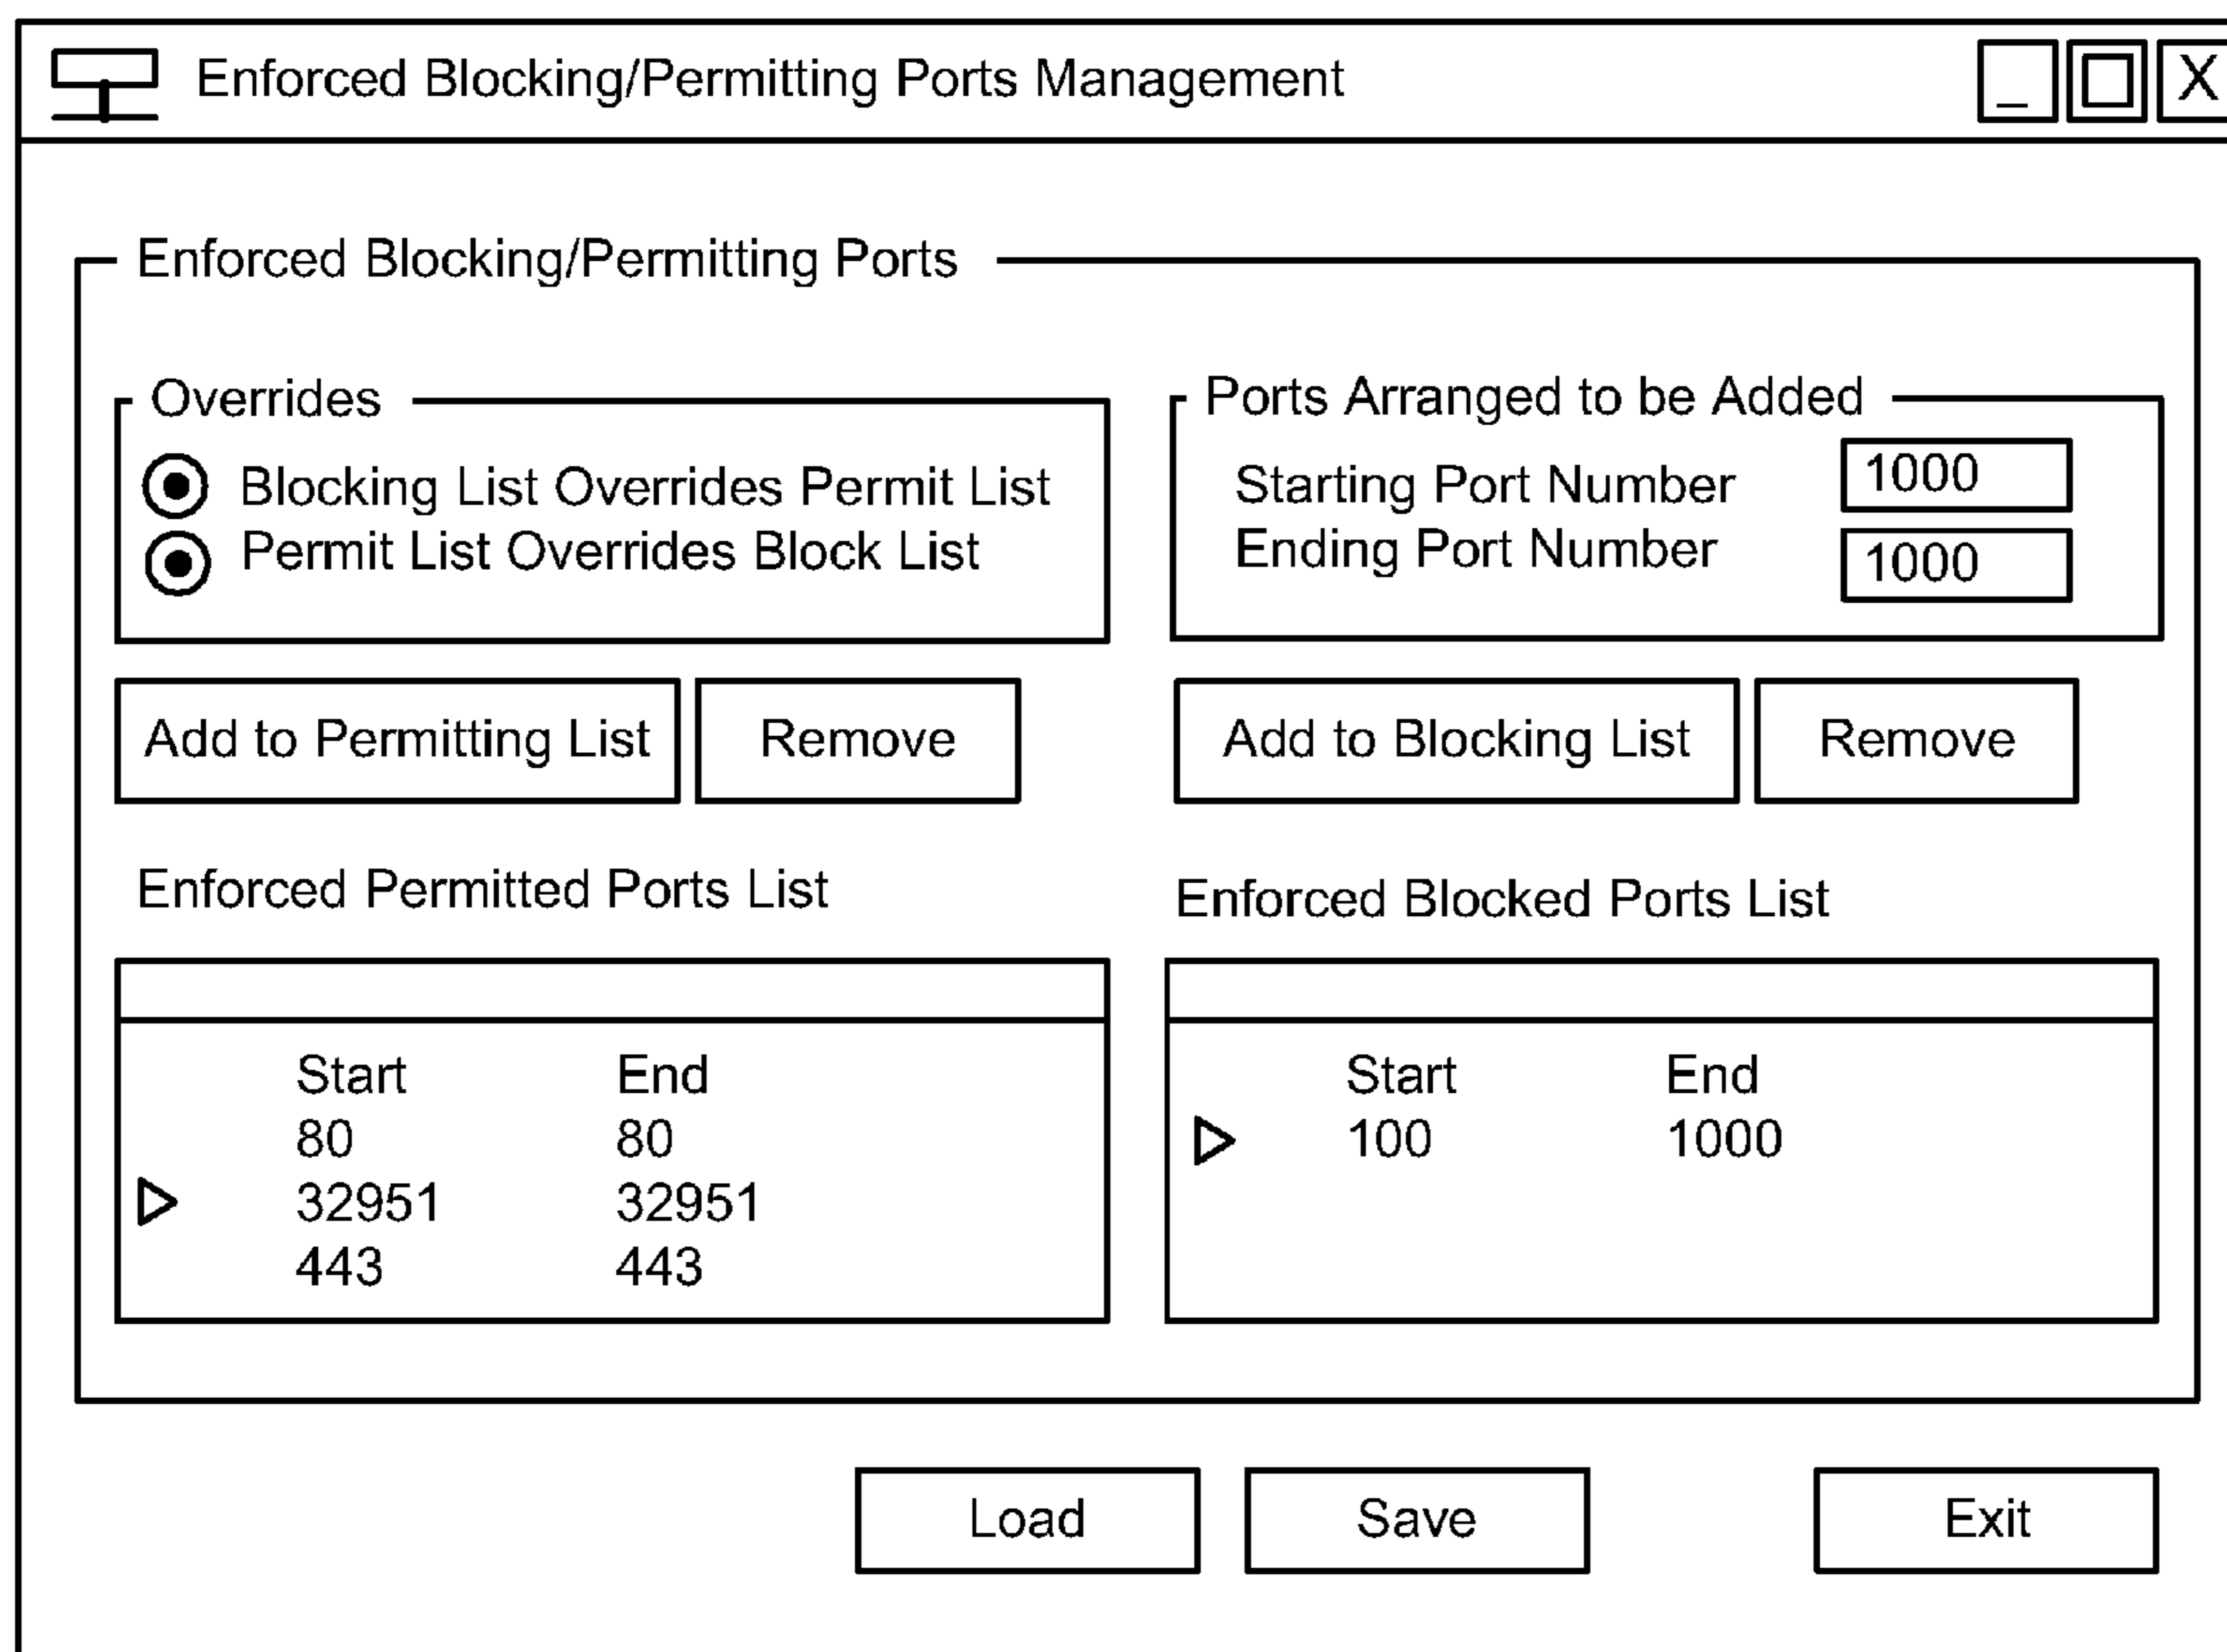 Enforced Blocking/Permitting Ports Management
_ X
Enforced Blocking/Permitting Ports
Overrides
Blocking List Overrides Permit List
Permit List Overrides Block List
Ports Arranged to be Added
Starting Port Number 1000
Ending Port Number 1000
Add to Permitting List Remove
Add to Blocking List Remove
Enforced Permitted Ports List
Start End
80 80
32951 32951
443 443
Enforced Blocked Ports List
Start End
100 1000
Load Save Exit